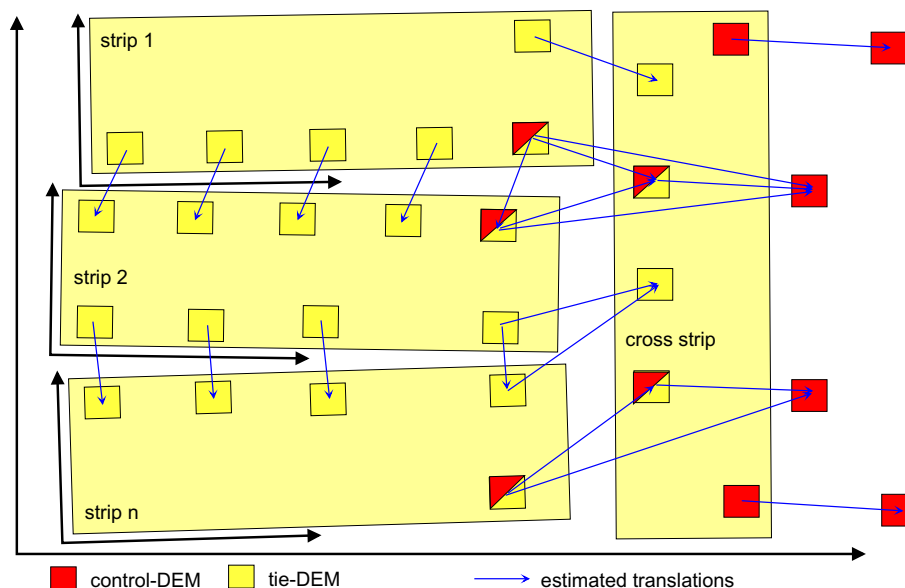 strip 1
strip 2
cross strip
strip n
control-DEM
tie-DEM
estimated translations